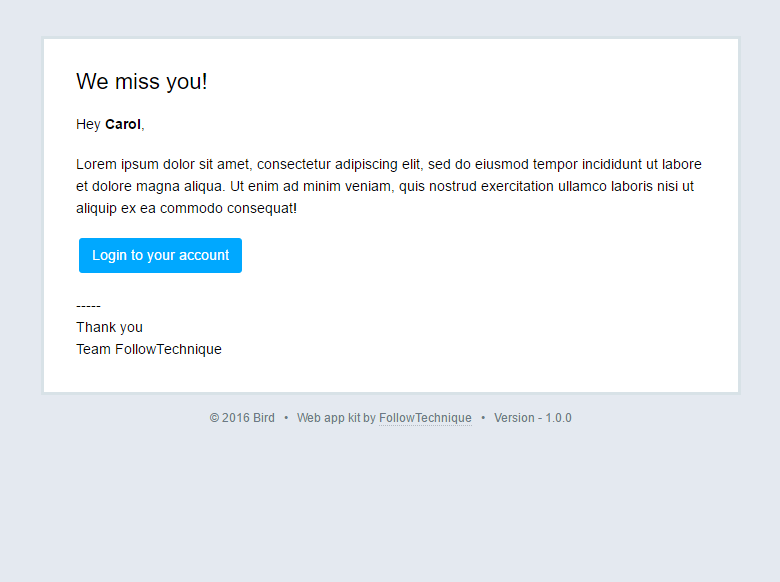 We miss you!
Hey Carol,
Lorem ipsum dolor sit amet, consectetur adipiscing elit, sed do eiusmod tempor incididunt ut labore
et dolore magna aliqua. Ut enim ad minim veniam, quis nostrud exercitation ullamco laboris nisi ut
aliquip ex ea commodo consequat!
Login to your account
-----
Thank you
Team FollowTechnique
© 2016 Bird • Web app kit by FollowTechnique • Version - 1.0.0